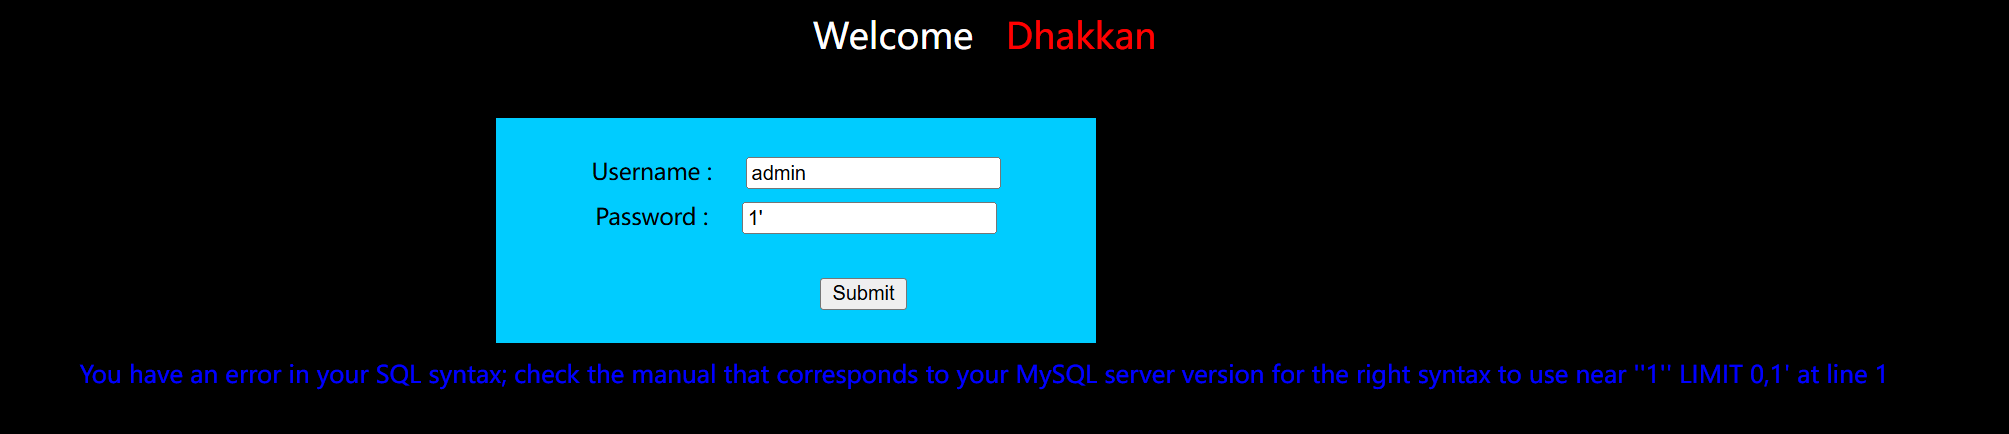 Welcome Dhakkan
Username : admin
Password : 1'
Submit
You have an error in your SQL syntax; check the manual that corresponds to your MySQL server version for the right syntax to use near ''1'' LIMIT 0,1' at line 1